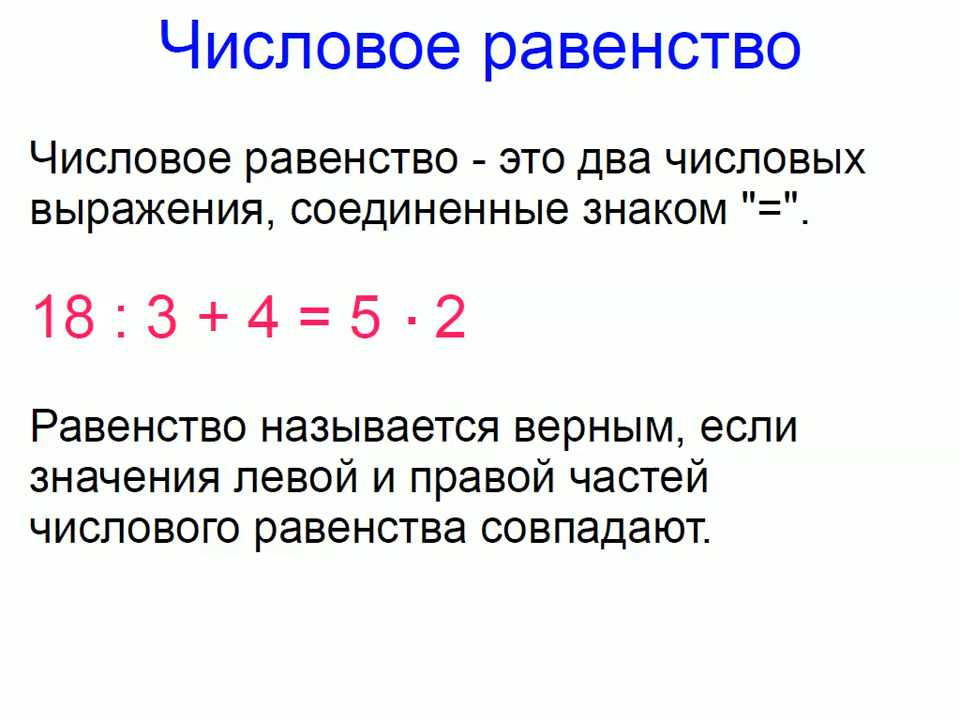 Числовое равенство
Числовое равенство - это два числовых
выражения, соединенные знаком "=".
18 : 3 + 4 = 5 · 2
Равенство называется верным, если
значения левой и правой частей
числового равенства совпадают.